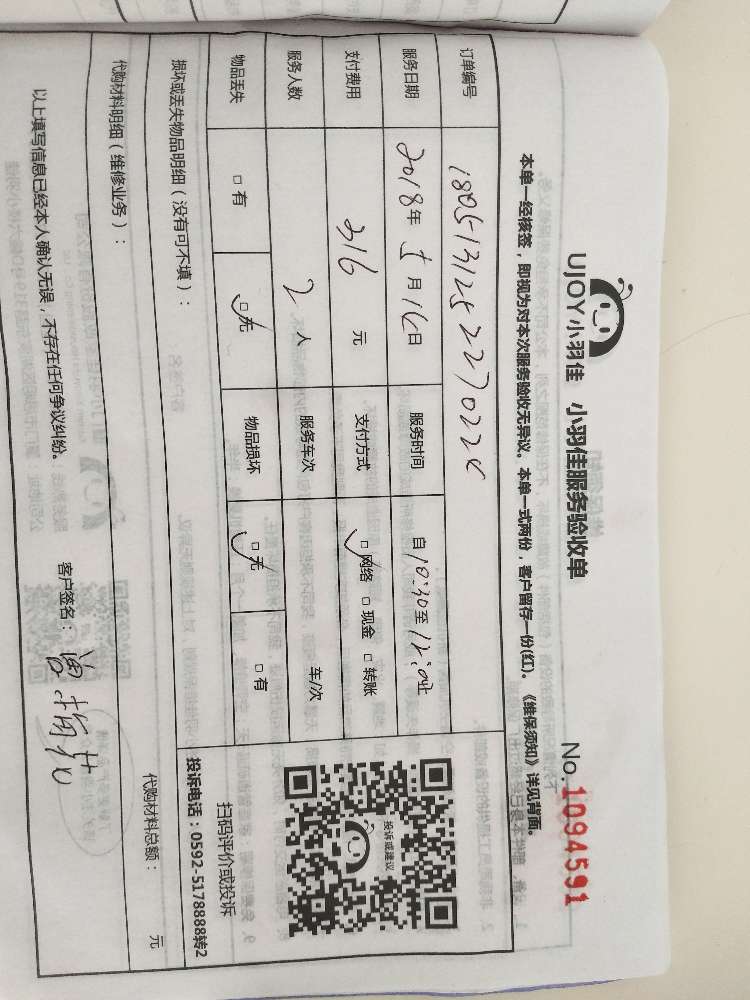 UJOY小羽佳 小羽佳服务验收单
No.1094591
本单一经核签，即视为对本次服务验收无异议。本单一式两份，客户留存一份(红)。《维保须知》详见背面。
订单编号
服务日期 2018年 5月16日 服务时间 自10:30至12:
支付费用 316 元 支付方式 □网络 □现金 □转账
服务人数 2 人 服务车次 车/次
物品丢失 □有 □无 物品损坏 □无 □有
投诉或建议
扫码评价或投诉
投诉电话：0592-5178888转2
损坏或丢失物品明细（没有可不填）：
代购材料明细（维修业务）： 代购材料总额： 元
以上填写信息已经本人确认无误，不存在任何争议纠纷。 客户签名：